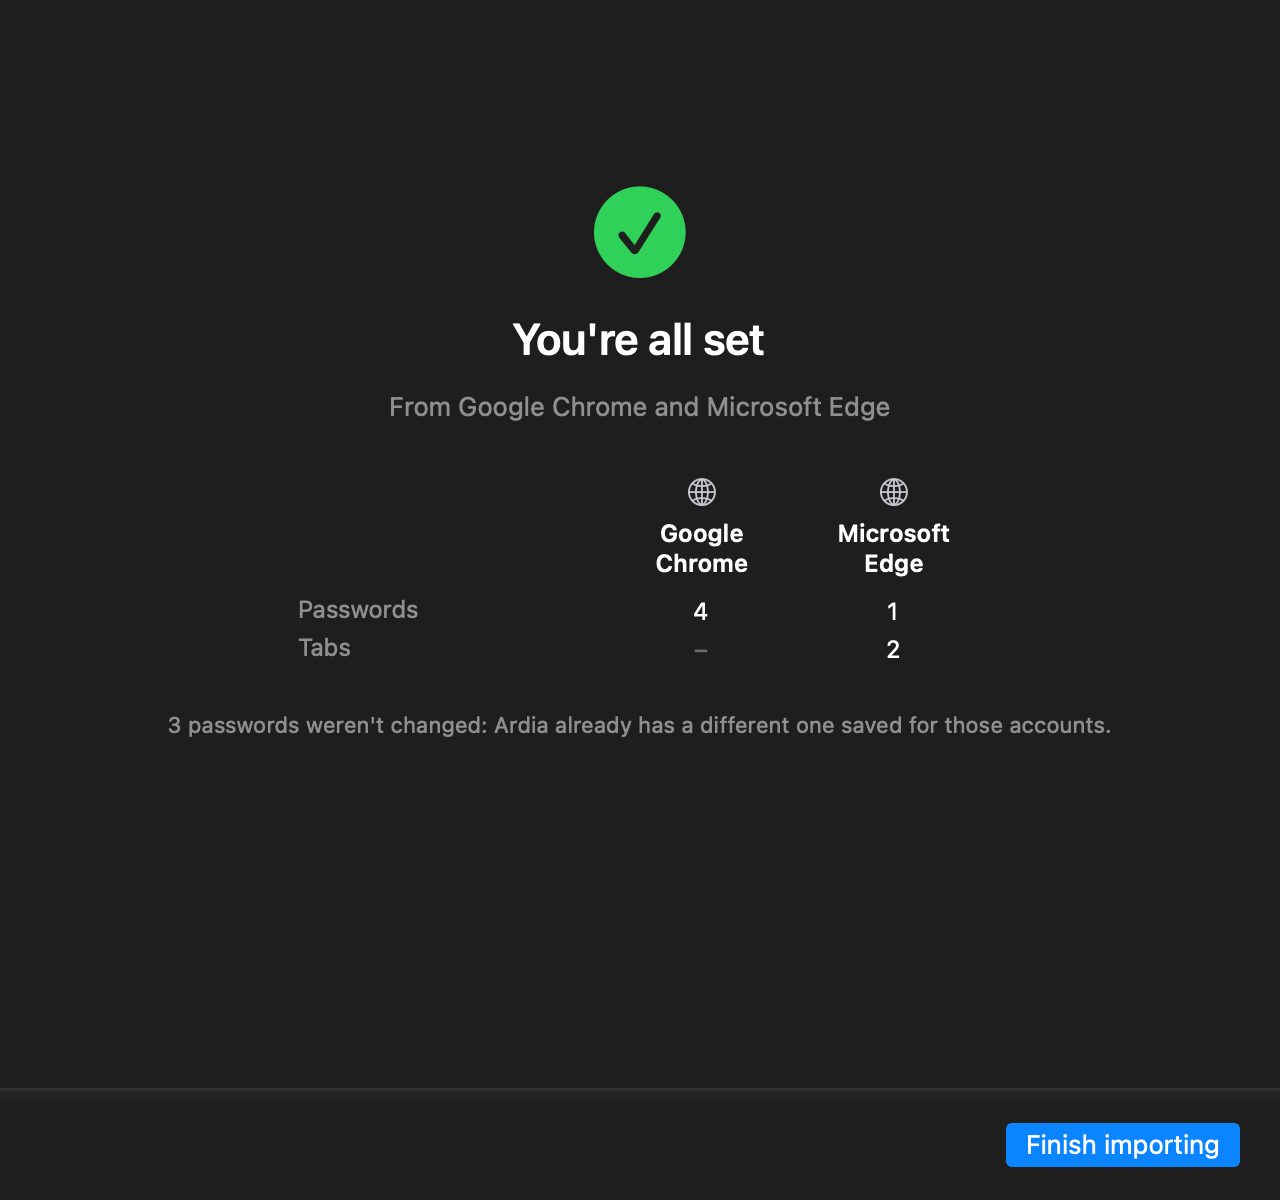 You're all set
From Google Chrome and Microsoft Edge
Google Chrome
Microsoft Edge
Passwords 4 1
Tabs – 2
3 passwords weren't changed: Ardia already has a different one saved for those accounts.
Finish importing